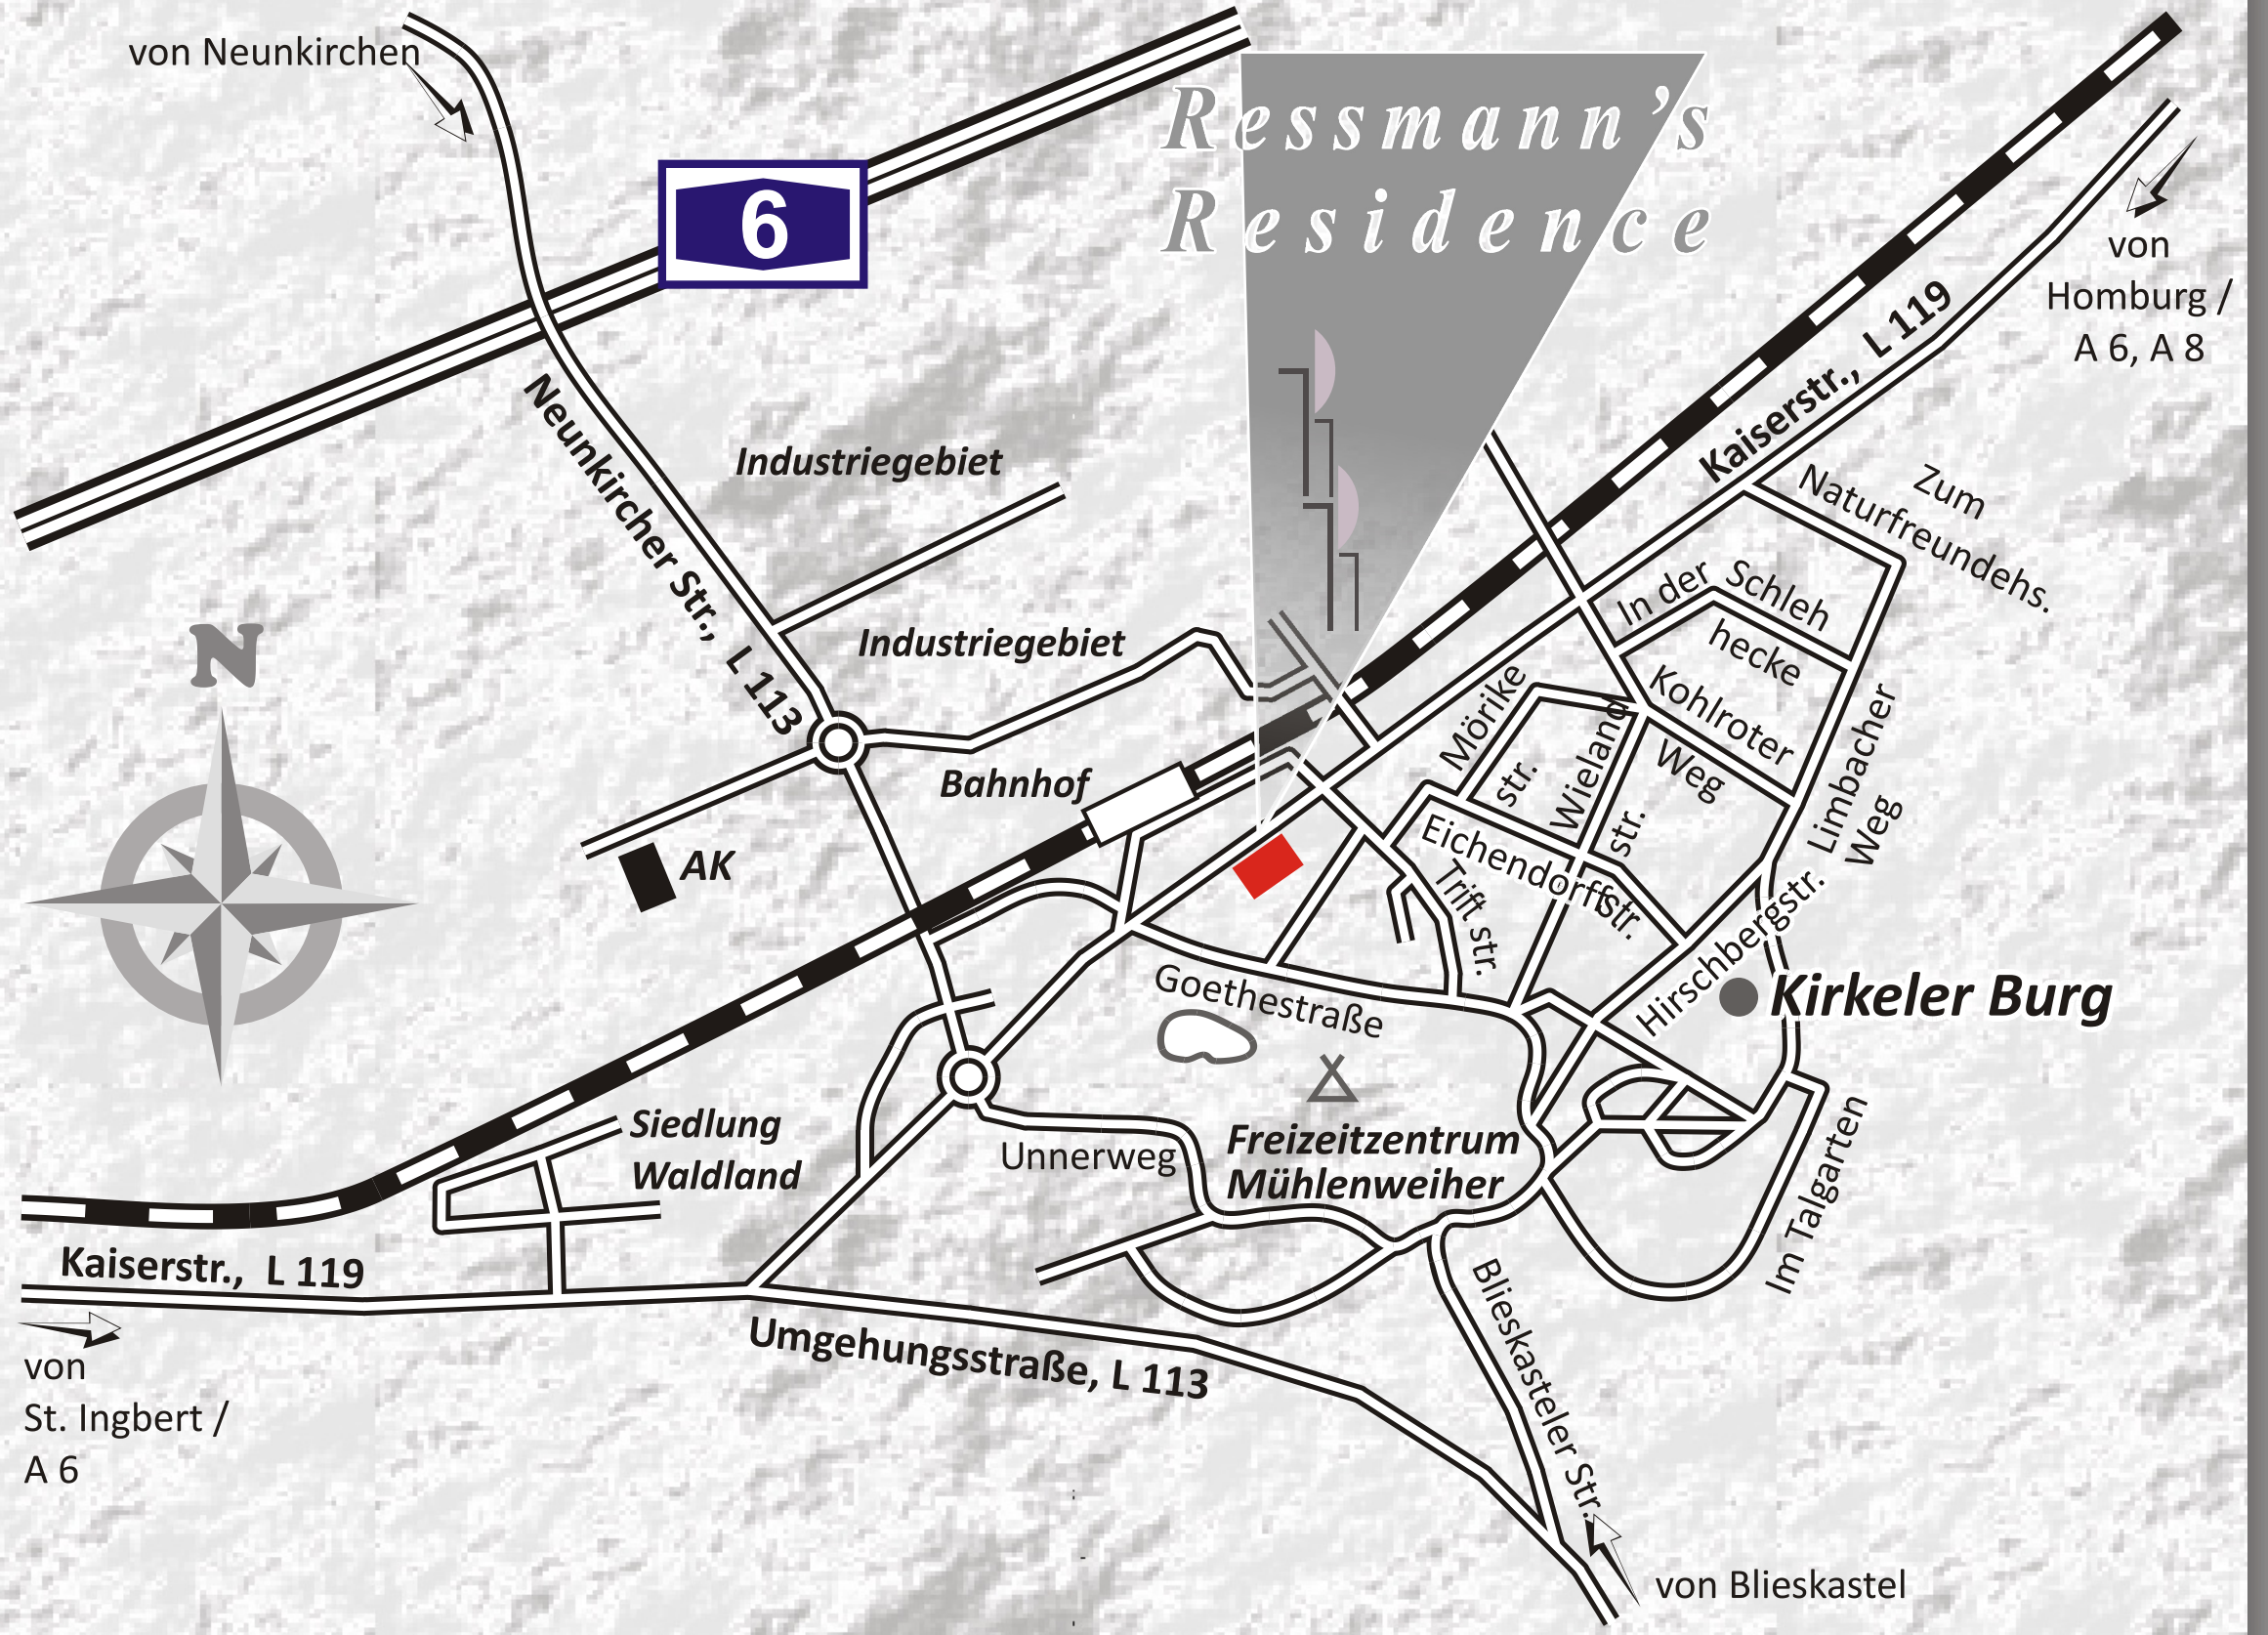 von Neunkirchen
6
Ressmann’s
Residence
von
Homburg /
A 6, A 8
Kaiserstr., L 119
Neunkircher Str., L 113
Industriegebiet
Industriegebiet
Zum
Naturfreundehs.
In der Schleh
hecke
Kohlroter
Weg
Mörike
str.
Wieland
str.
Limbacher
Weg
N
Bahnhof
AK
Eichendorffstr.
Trift str.
Hirschbergstr.
Goethestraße
Kirkeler Burg
Siedlung
Waldland
Unnerweg
Freizeitzentrum
Mühlenweiher
Im Talgarten
Kaiserstr., L 119
Umgehungsstraße, L 113
Blieskasteler Str.
von
St. Ingbert /
A 6
von Blieskastel